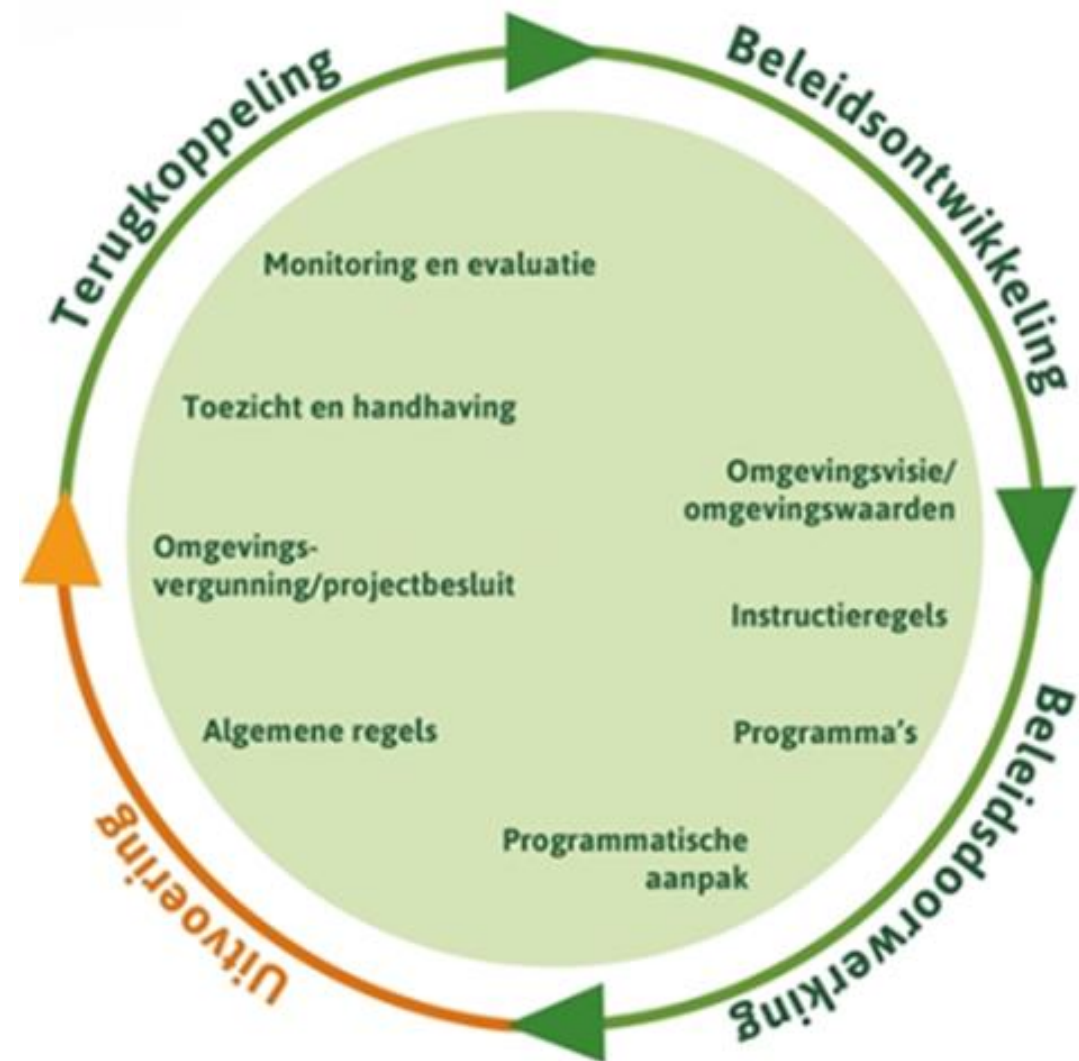 Terugkoppeling
Beleidsontwikkeling
Monitoring en evaluatie
Toezicht en handhaving
Omgevingsvisie/
omgevingswaarden
Omgevings-
vergunning/projectbesluit
Instructieregels
Algemene regels
Programma's
Programmatische
aanpak
Beleidsdoorwerking
Uitvoering